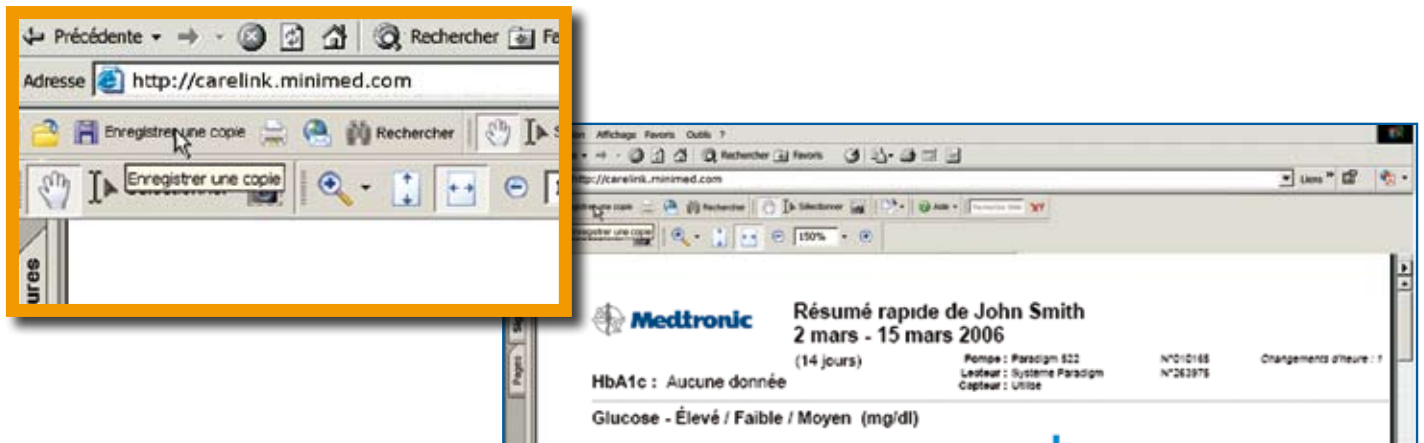 Précédente
Rechercher
Adresse http://carelink.minimed.com
Enregistrer une copie
Rechercher
Enregistrer une copie
ures
Affichage Favoris Outils ?
Rechercher Favoris
://carelink.minimed.com
Liens
Rechercher Sélectionner Aide
Enregistrer une copie
150%
Pages
Medtronic
Résumé rapide de John Smith
2 mars - 15 mars 2006
(14 jours)
Pompe : Paradigm 522 N°010165 Changements d'heure : 1
Lecteur : Système Paradigm N°263975
Capteur : Utilisé
HbA1c : Aucune donnée
Glucose - Élevé / Faible / Moyen (mg/dl)